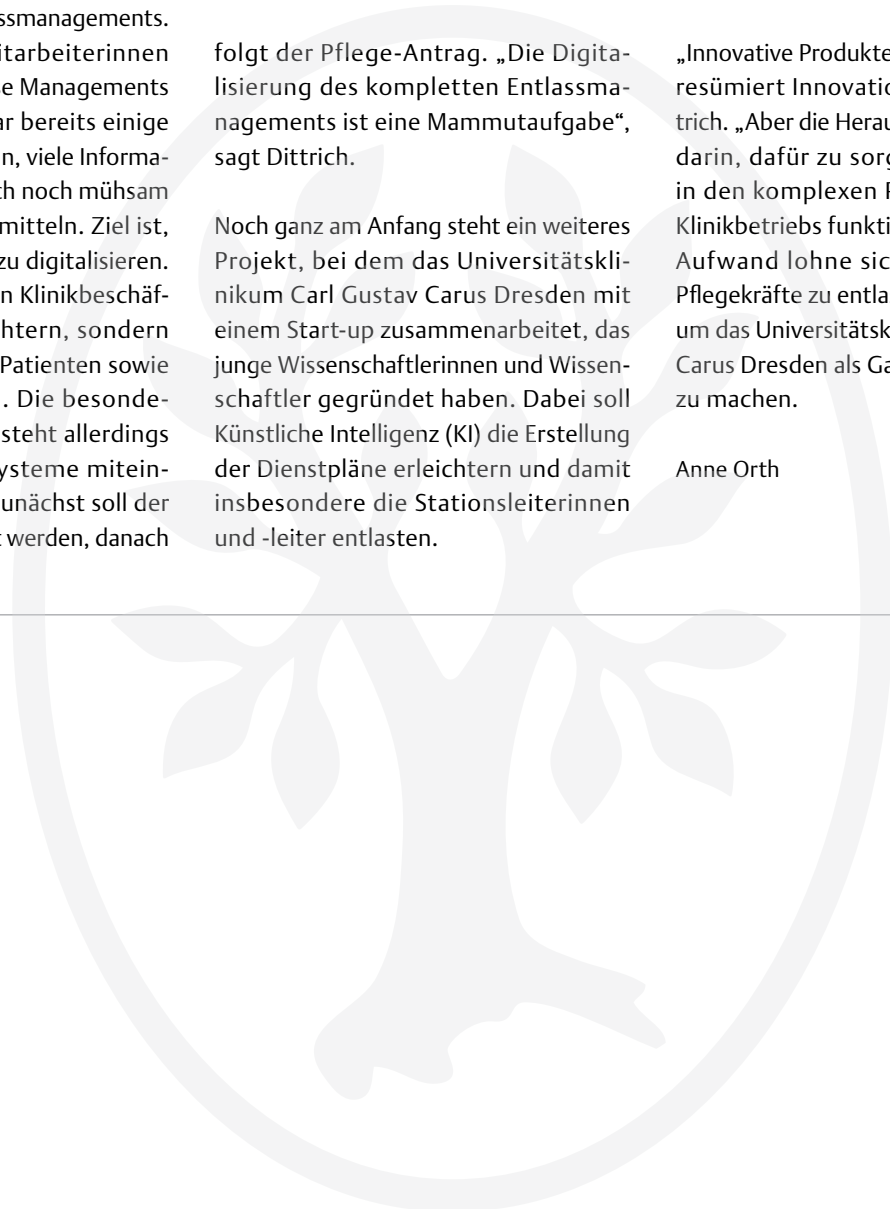 ssmanagements.
itarbeiterinnen
e Managements
ar bereits einige
n, viele Informa-
ch noch mühsam
mitteln. Ziel ist,
zu digitalisieren.
n Klinikbeschäf-
htern, sondern
Patienten sowie
. Die besonde-
steht allerdings
ysteme mitein-
unächst soll der
t werden, danach
folgt der Pflege-Antrag. „Die Digita-
lisierung des kompletten Entlassma-
nagements ist eine Mammutaufgabe“,
sagt Dittrich.
Noch ganz am Anfang steht ein weiteres
Projekt, bei dem das Universitätskli-
nikum Carl Gustav Carus Dresden mit
einem Start-up zusammenarbeitet, das
junge Wissenschaftlerinnen und Wissen-
schaftler gegründet haben. Dabei soll
Künstliche Intelligenz (KI) die Erstellung
der Dienstpläne erleichtern und damit
insbesondere die Stationsleiterinnen
und -leiter entlasten.
„Innovative Produkte
resümiert Innovatio
trich. „Aber die Herau
darin, dafür zu sorg
in den komplexen P
Klinikbetriebs funkti
Aufwand lohne sic
Pflegekräfte zu entla
um das Universitätsk
Carus Dresden als Ga
zu machen.
Anne Orth